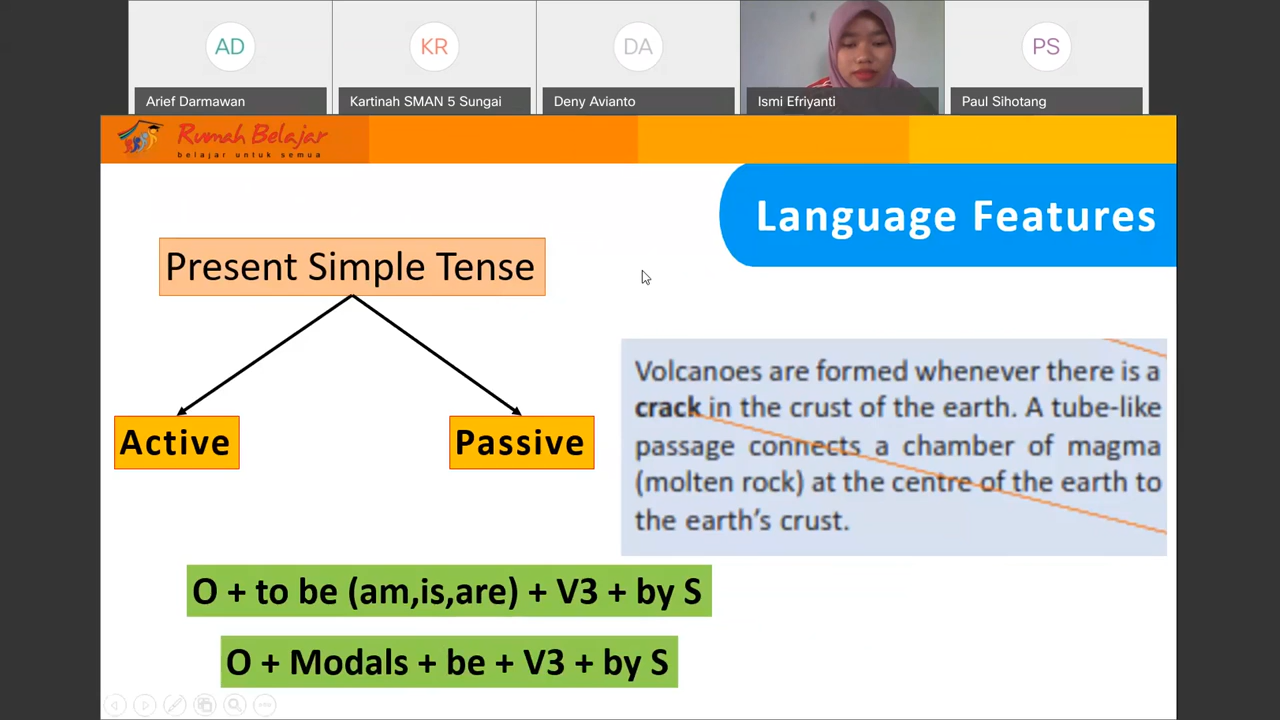 AD
KR
DA
PS
Arief Darmawan
Kartinah SMAN 5 Sungai
Deny Avianto
Ismi Efriyanti
Paul Sihotang
Rumah Belajar
belajar untuk semua
Language Features
Present Simple Tense
Active
Passive
Volcanoes are formed whenever there is a
crack in the crust of the earth. A tube-like
passage connects a chamber of magma
(molten rock) at the centre of the earth to
the earth's crust.
O + to be (am,is,are) + V3 + by S
O + Modals + be + V3 + by S